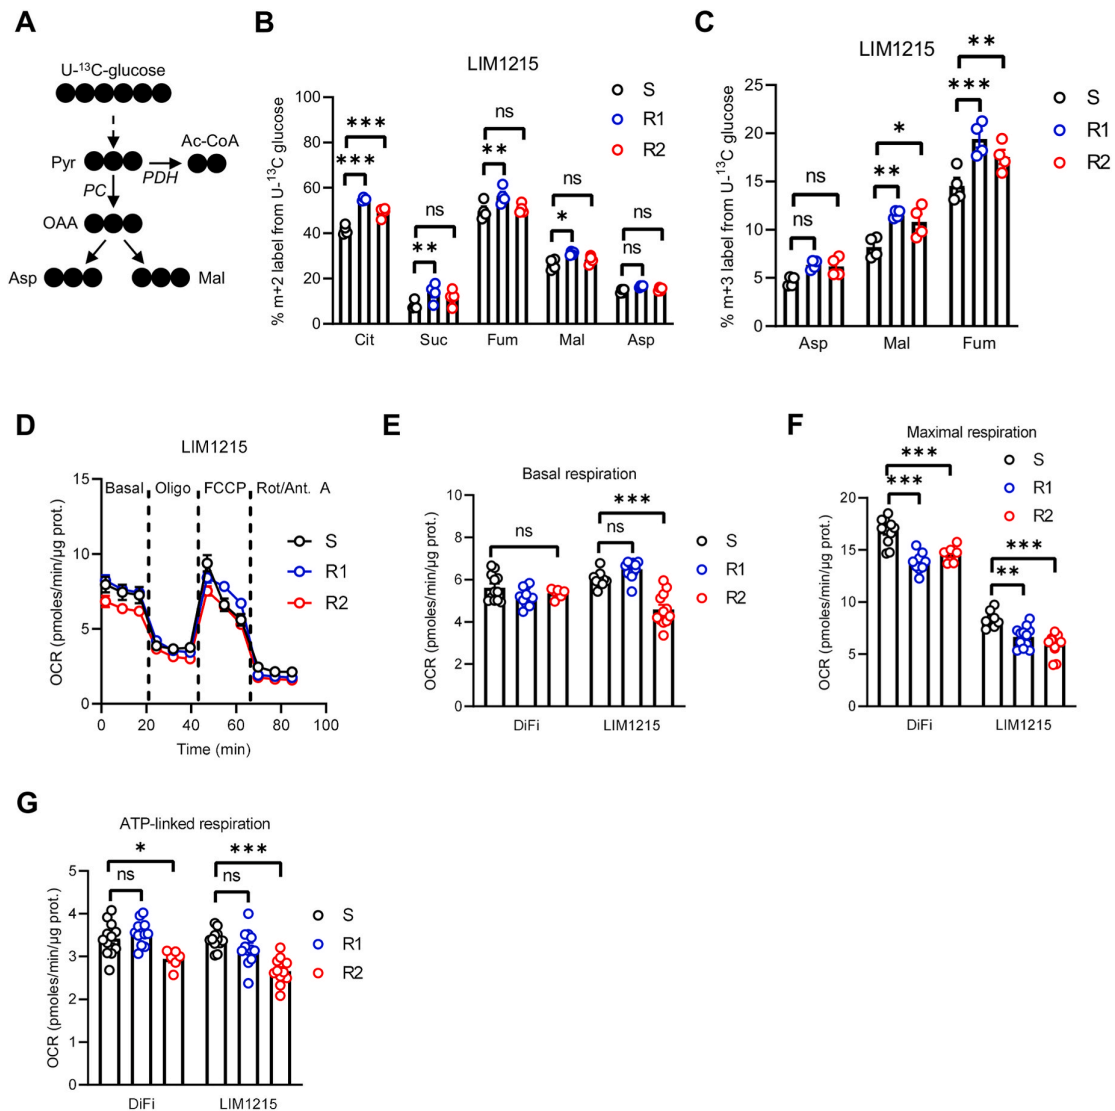 A
U-¹³C-glucose
Pyr
Ac-CoA
PDH
PC
OAA
Asp
Mal
B
LIM1215
% m+2 label from U-¹³C glucose
100
80
60
40
20
0
***
***
ns
**
ns
**
ns
*
ns
ns
Cit Suc Fum Mal Asp
S
R1
R2
C
LIM1215
% m+3 label from U-¹³C glucose
25
20
15
10
5
0
ns
ns
*
**
**
***
Asp Mal Fum
S
R1
R2
D
LIM1215
OCR (pmoles/min/µg prot.)
15
10
5
0
Basal Oligo FCCP Rot/Ant. A
0 20 40 60 80 100
Time (min)
S
R1
R2
E
Basal respiration
OCR (pmoles/min/µg prot.)
10
8
6
4
2
0
ns
***
ns
DiFi LIM1215
S
R1
R2
F
Maximal respiration
OCR (pmoles/min/µg prot.)
20
15
10
5
0
***
***
***
**
DiFi LIM1215
S
R1
R2
G
ATP-linked respiration
OCR (pmoles/min/µg prot.)
5
4
3
2
1
0
*
ns
***
ns
DiFi LIM1215
S
R1
R2